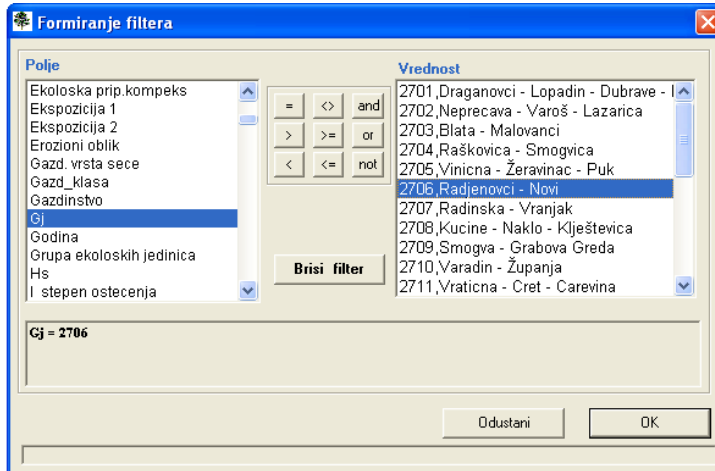 Formiranje filtera
Polje
Ekoloska prip.kompeks
Ekspozicija 1
Ekspozicija 2
Erozioni oblik
Gazd. vrsta sece
Gazd_klasa
Gazdinstvo
Gj
Godina
Grupa ekoloskih jedinica
Hs
I stepen ostecenja
= <> and
> >= or
< <= not
Brisi filter
Vrednost
2701,Draganovci - Lopadin - Dubrave -
2702,Neprecava - Varoš - Lazarica
2703,Blata - Malovanci
2704,Raškovica - Smogvica
2705,Vinicna - Žeravinac - Puk
2706,Radjenovci - Novi
2707,Radinska - Vranjak
2708,Kucine - Naklo - Klještevica
2709,Smogva - Grabova Greda
2710,Varadin - Županja
2711,Vraticna - Cret - Carevina
Gj = 2706
Odustani
OK